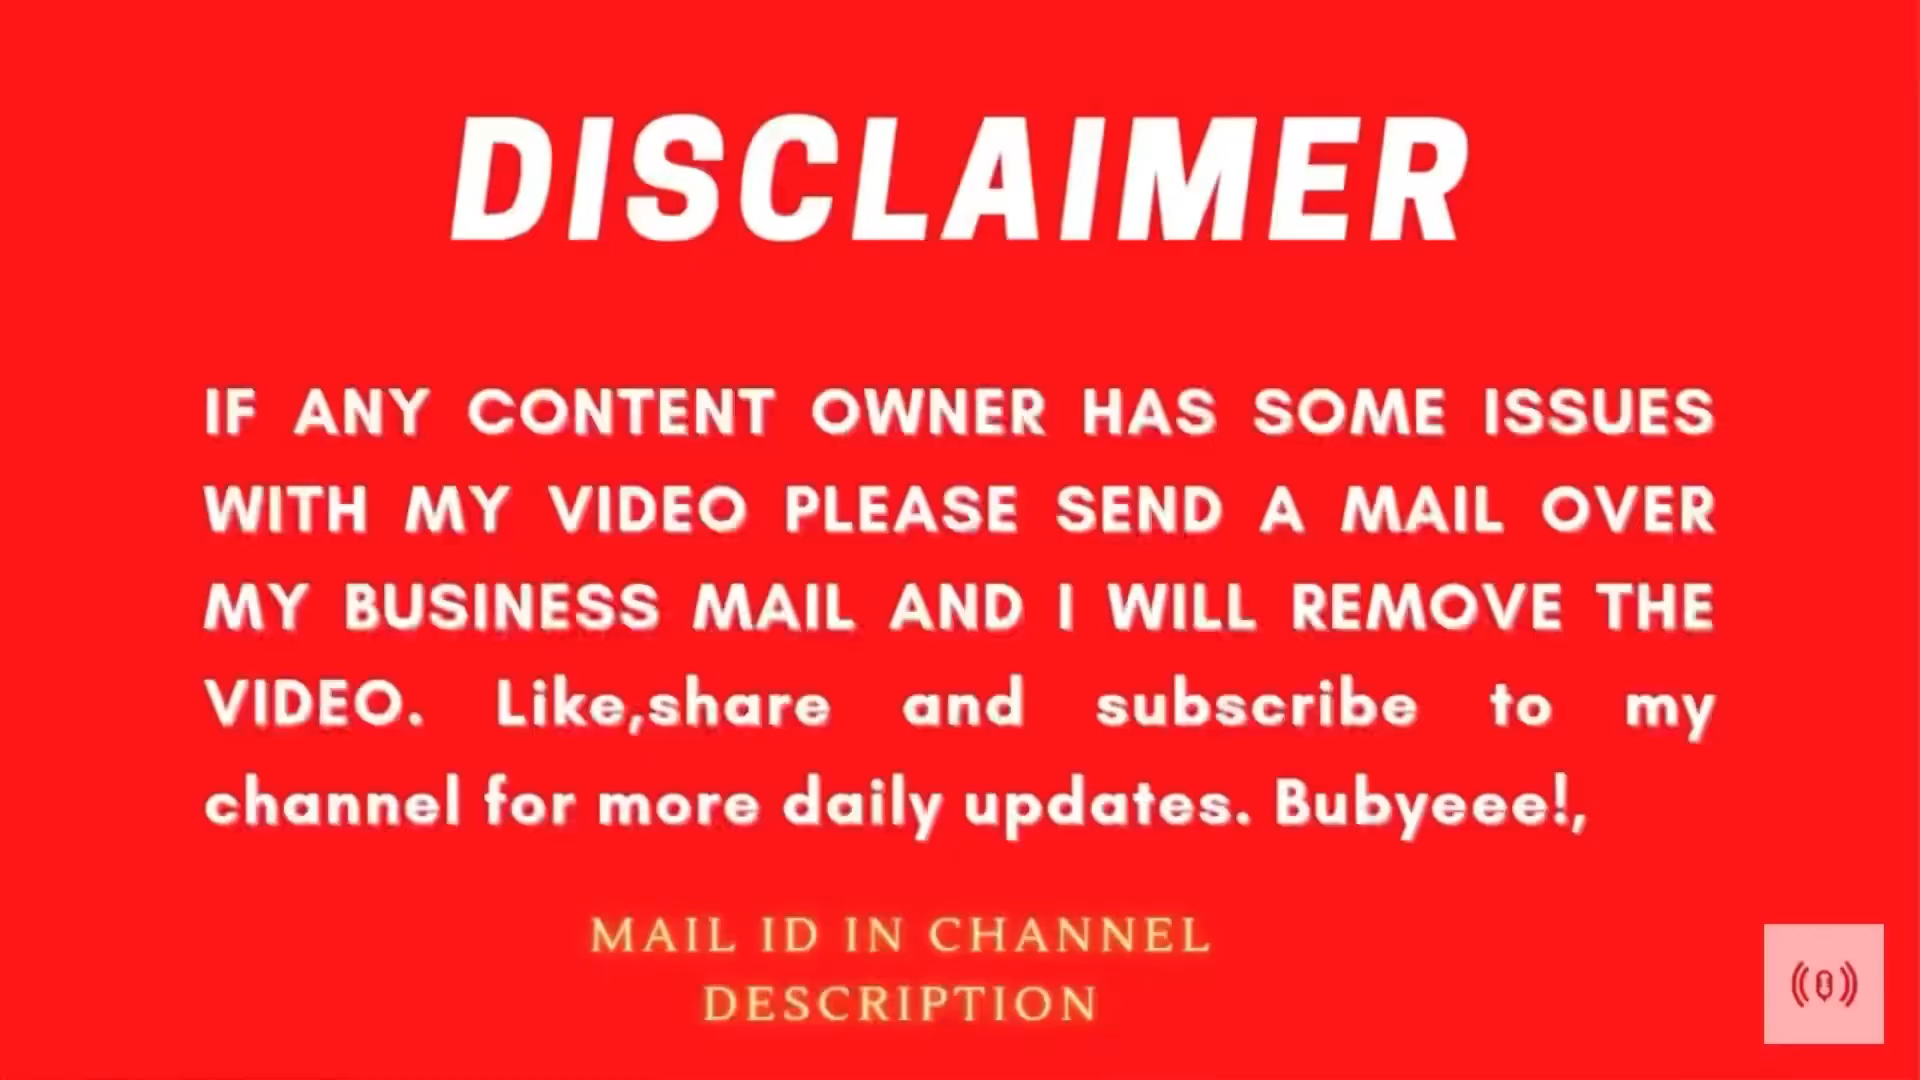 DISCLAIMER
IF ANY CONTENT OWNER HAS SOME ISSUES
WITH MY VIDEO PLEASE SEND A MAIL OVER
MY BUSINESS MAIL AND I WILL REMOVE THE
VIDEO. Like,share and subscribe to my
channel for more daily updates. Bubyeee!,
MAIL ID IN CHANNEL
DESCRIPTION